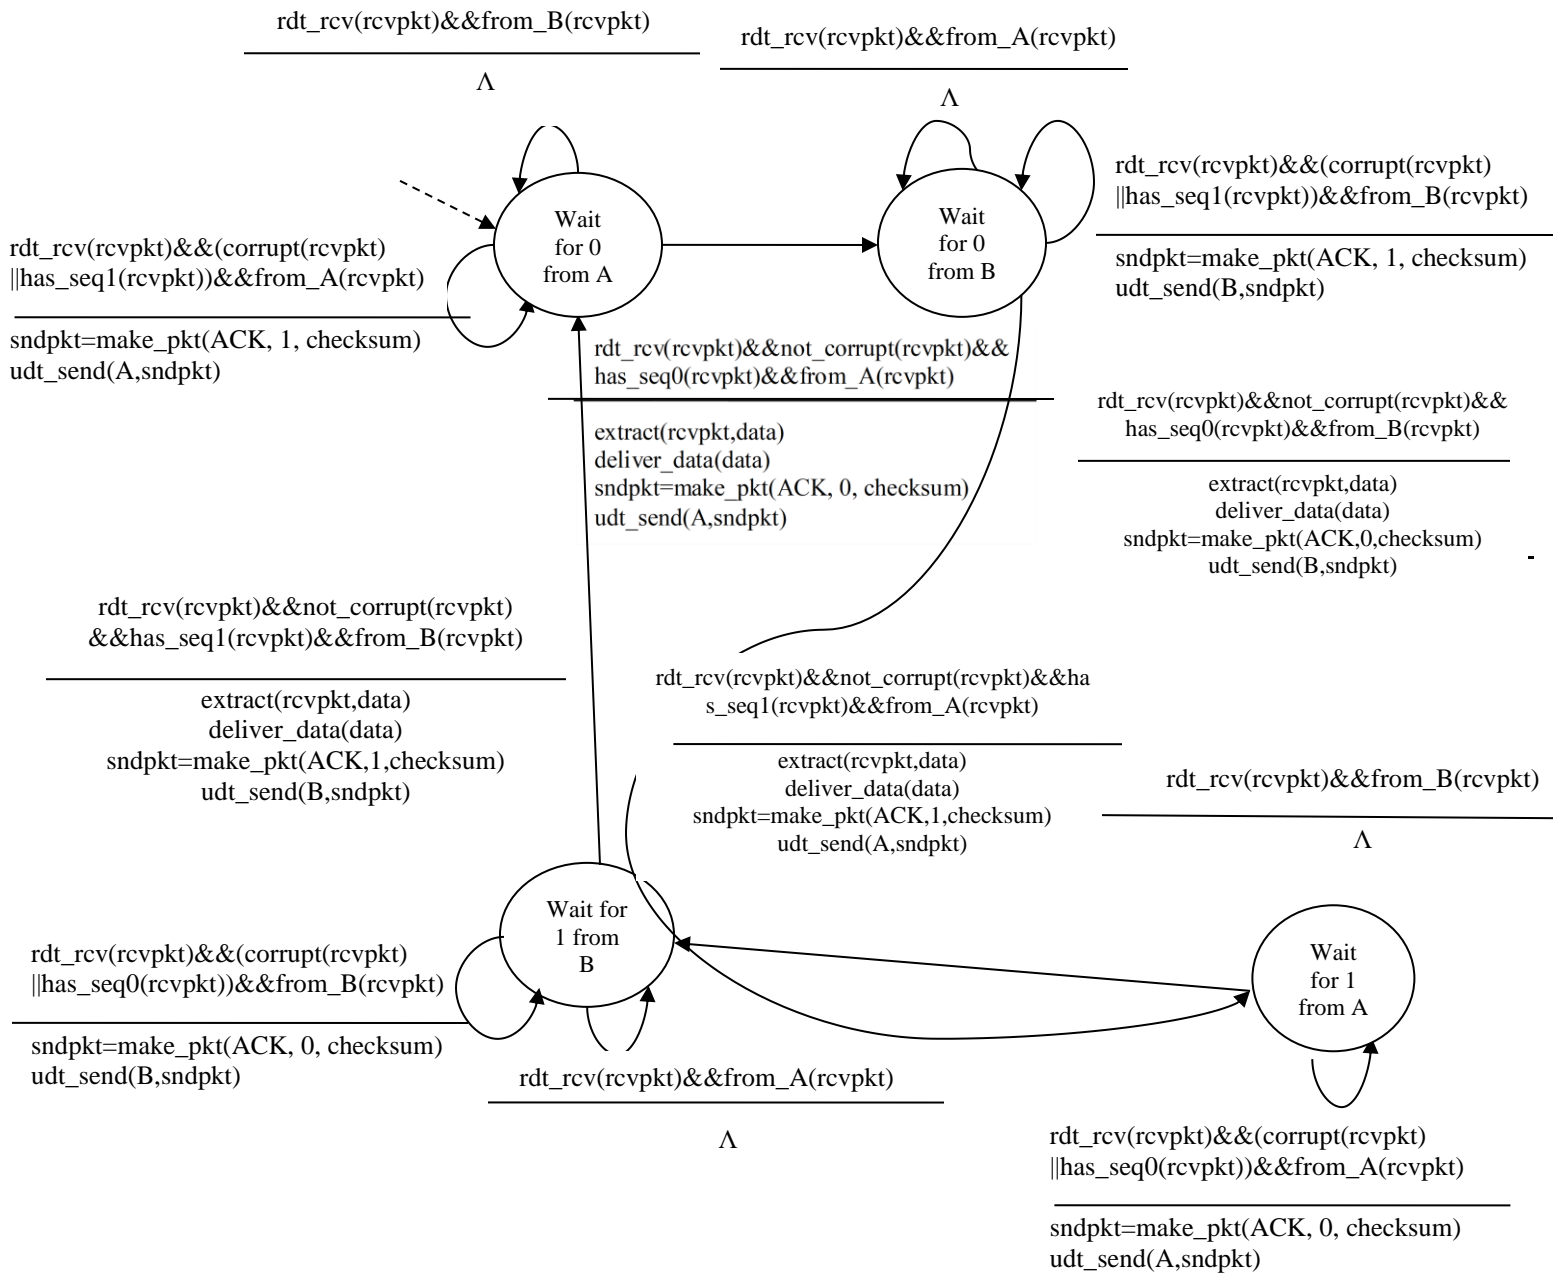 rdt_rcv(rcvpkt)&&from_B(rcvpkt)
Λ
rdt_rcv(rcvpkt)&&from_A(rcvpkt)
Λ
Wait
for 0
from A
Wait
for 0
from B
rdt_rcv(rcvpkt)&&(corrupt(rcvpkt)
||has_seq1(rcvpkt))&&from_B(rcvpkt)
sndpkt=make_pkt(ACK, 1, checksum)
udt_send(B,sndpkt)
rdt_rcv(rcvpkt)&&(corrupt(rcvpkt)
||has_seq1(rcvpkt))&&from_A(rcvpkt)
sndpkt=make_pkt(ACK, 1, checksum)
udt_send(A,sndpkt)
rdt_rcv(rcvpkt)&&not_corrupt(rcvpkt)&&
has_seq0(rcvpkt)&&from_A(rcvpkt)
extract(rcvpkt,data)
deliver_data(data)
sndpkt=make_pkt(ACK, 0, checksum)
udt_send(A,sndpkt)
rdt_rcv(rcvpkt)&&not_corrupt(rcvpkt)&&
has_seq0(rcvpkt)&&from_B(rcvpkt)
extract(rcvpkt,data)
deliver_data(data)
sndpkt=make_pkt(ACK,0,checksum)
udt_send(B,sndpkt)
rdt_rcv(rcvpkt)&&not_corrupt(rcvpkt)
&&has_seq1(rcvpkt)&&from_B(rcvpkt)
extract(rcvpkt,data)
deliver_data(data)
sndpkt=make_pkt(ACK,1,checksum)
udt_send(B,sndpkt)
rdt_rcv(rcvpkt)&&not_corrupt(rcvpkt)&&ha
s_seq1(rcvpkt)&&from_A(rcvpkt)
extract(rcvpkt,data)
deliver_data(data)
sndpkt=make_pkt(ACK,1,checksum)
udt_send(A,sndpkt)
rdt_rcv(rcvpkt)&&from_B(rcvpkt)
Λ
Wait for
1 from
B
Wait
for 1
from A
rdt_rcv(rcvpkt)&&(corrupt(rcvpkt)
||has_seq0(rcvpkt))&&from_B(rcvpkt)
sndpkt=make_pkt(ACK, 0, checksum)
udt_send(B,sndpkt)
rdt_rcv(rcvpkt)&&from_A(rcvpkt)
Λ
rdt_rcv(rcvpkt)&&(corrupt(rcvpkt)
||has_seq0(rcvpkt))&&from_A(rcvpkt)
sndpkt=make_pkt(ACK, 0, checksum)
udt_send(A,sndpkt)